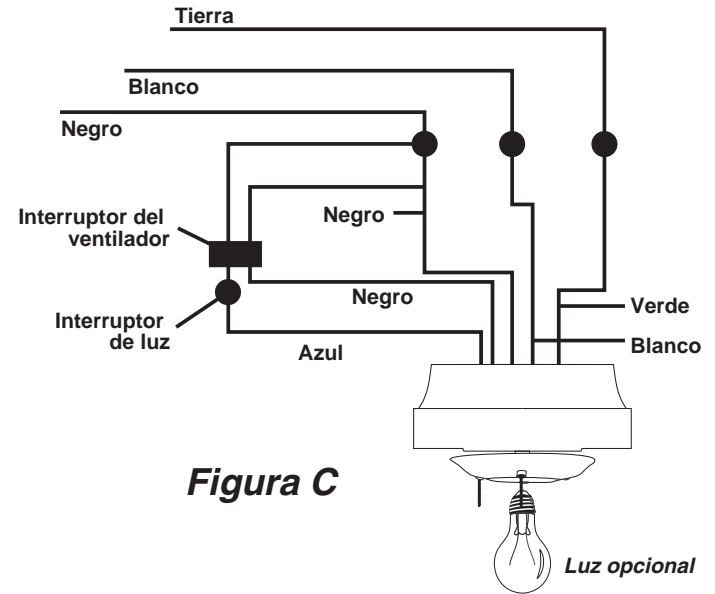 Tierra
Blanco
Negro
Interruptor del
ventilador
Negro
Negro
Interruptor
de luz
Azul
Verde
Blanco
Figura C
Luz opcional